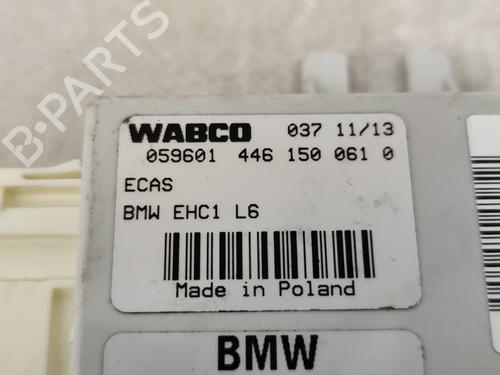 WABCO 037 11/13
059601 446 150 061 0
ECAS
BMW EHC1 L6
Made in Poland
BMW
B-PARTS